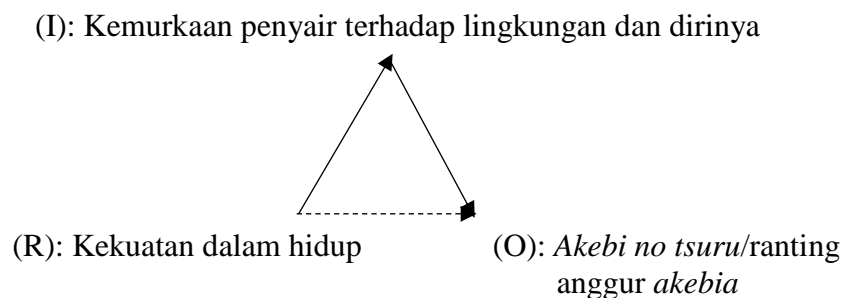 (I): Kemurkaan penyair terhadap lingkungan dan dirinya
(R): Kekuatan dalam hidup
(O): Akebi no tsuru/ranting
anggur akebia